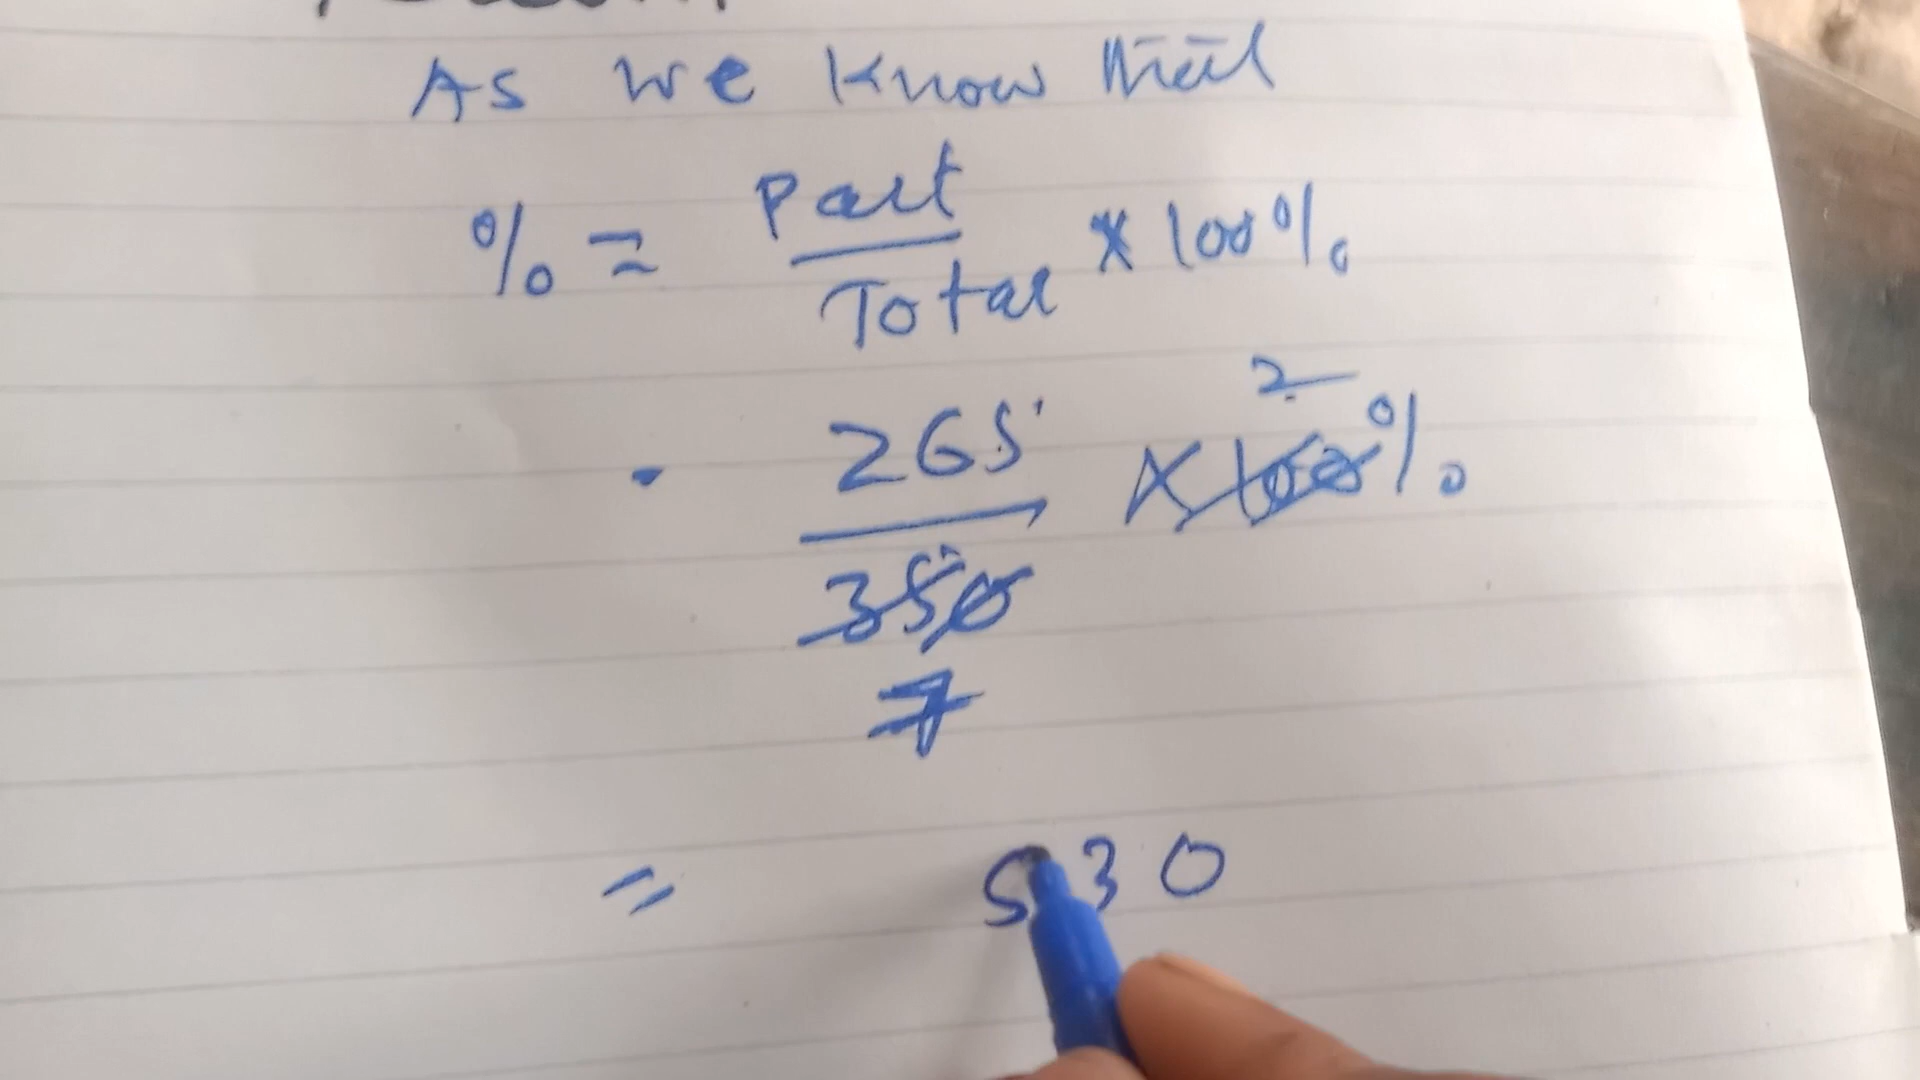 As we know that
% = Part / Total * 100%
265 / 350 × 100% 2
7
= 530